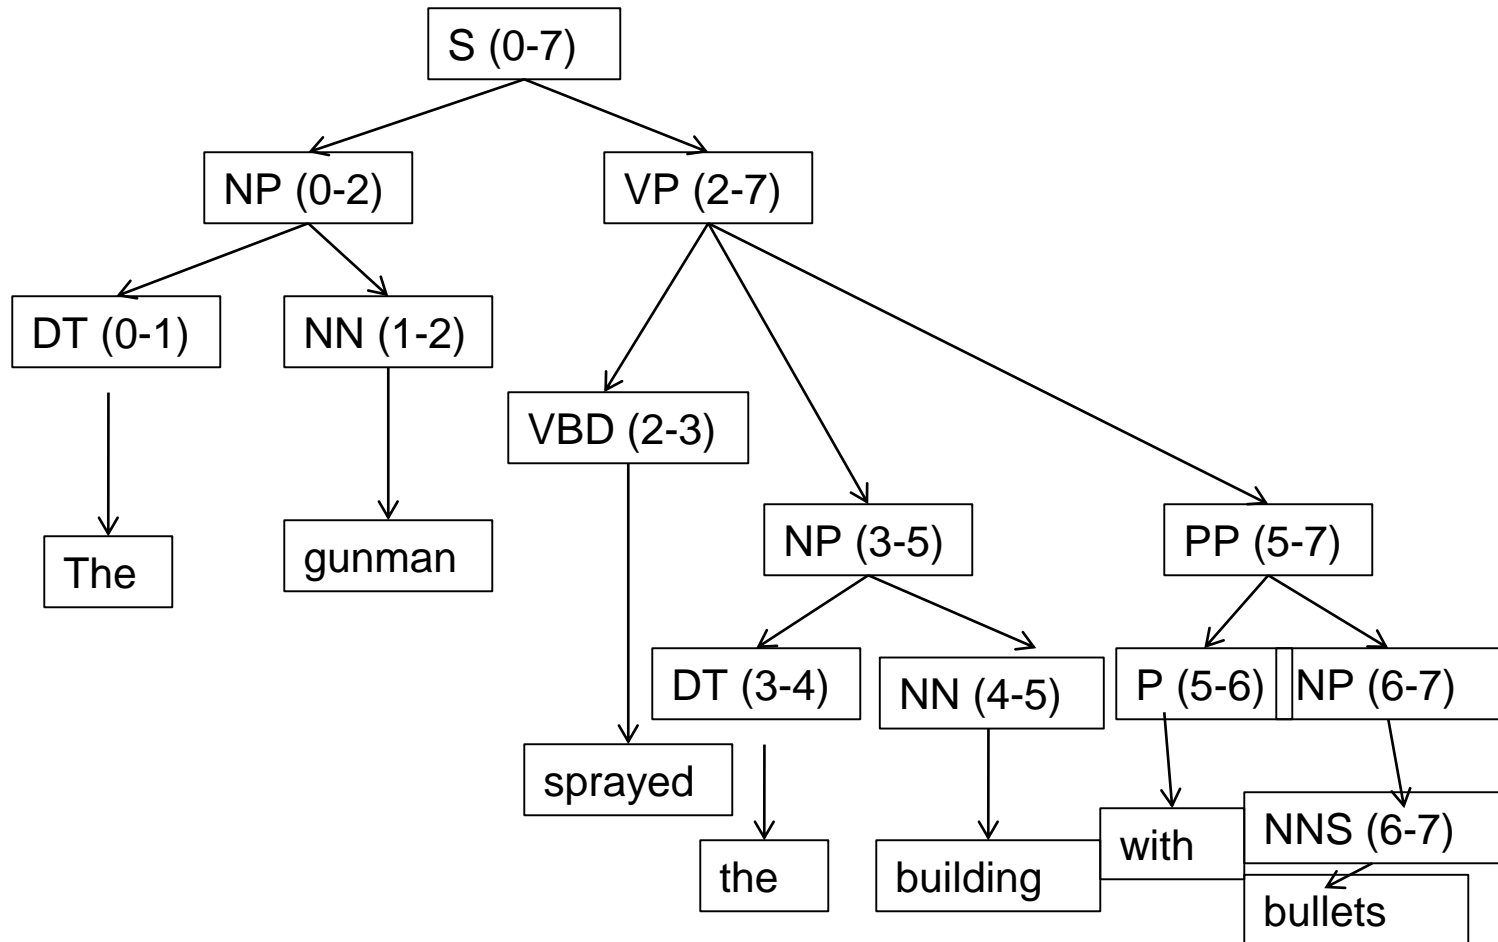 S (0-7)
NP (0-2)
VP (2-7)
DT (0-1)
NN (1-2)
VBD (2-3)
NP (3-5)
PP (5-7)
The
gunman
DT (3-4)
NN (4-5)
P (5-6)
NP (6-7)
sprayed
the
building
with
NNS (6-7)
bullets